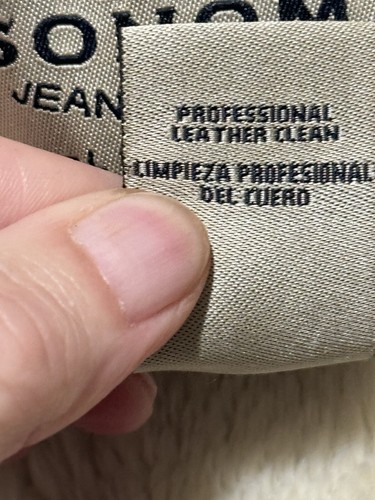 SONOM
JEAN
PROFESSIONAL
LEATHER CLEAN
LIMPIEZA PROFESIONAL
DEL CUERO